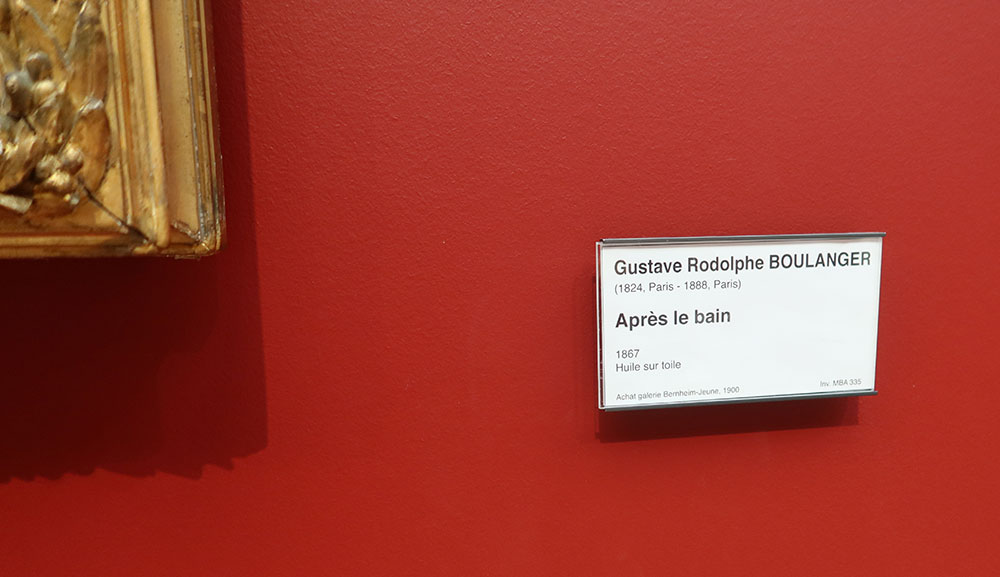 Gustave Rodolphe BOULANGER
(1824, Paris - 1888, Paris)
Après le bain
1867
Huile sur toile
Achat galerie Bernheim-Jeune, 1900
Inv. MBA 335